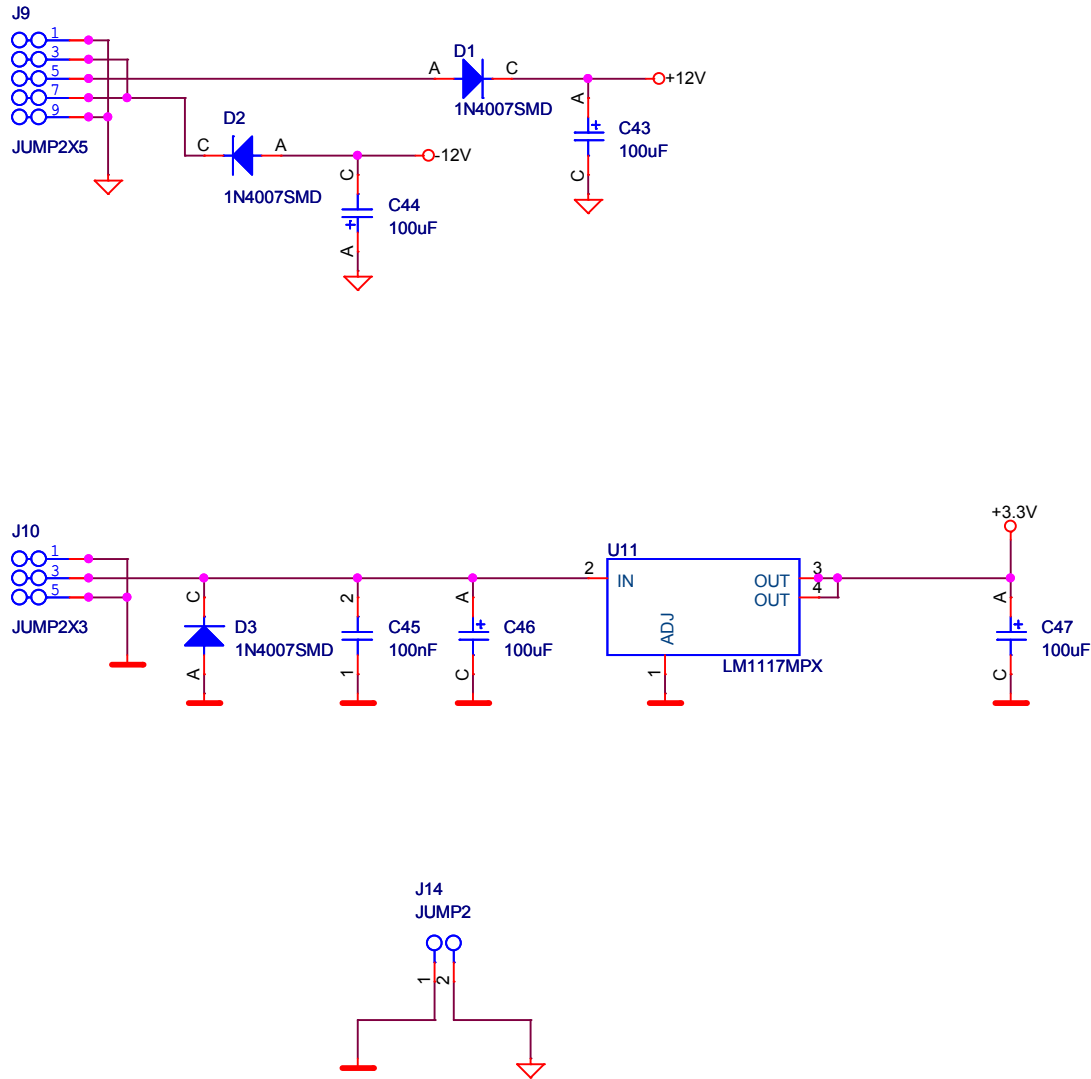 J9
1
3
5
7
9
JUMP2X5
D1
A
C
1N4007SMD
+12V
A
+
C43
100uF
C
D2
C
A
1N4007SMD
-12V
C
C44
100uF
+
A
J10
1
3
5
JUMP2X3
C
D3
1N4007SMD
A
2
C45
100nF
1
A
+
C46
100uF
C
U11
2
IN
OUT
3
OUT
4
ADJ
1
LM1117MPX
+3.3V
A
+
C47
100uF
C
J14
JUMP2
1
2